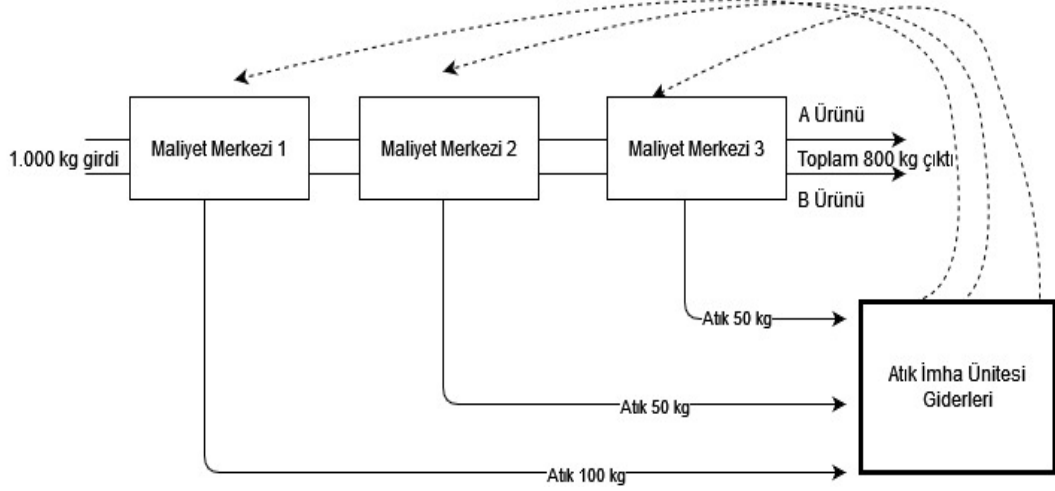 A Ürünü
1.000 kg girdi
Maliyet Merkezi 1
Maliyet Merkezi 2
Maliyet Merkezi 3
Toplam 800 kg çıktı
B Ürünü
Atık 50 kg
Atık 50 kg
Atık 100 kg
Atık İmha Ünitesi
Giderleri